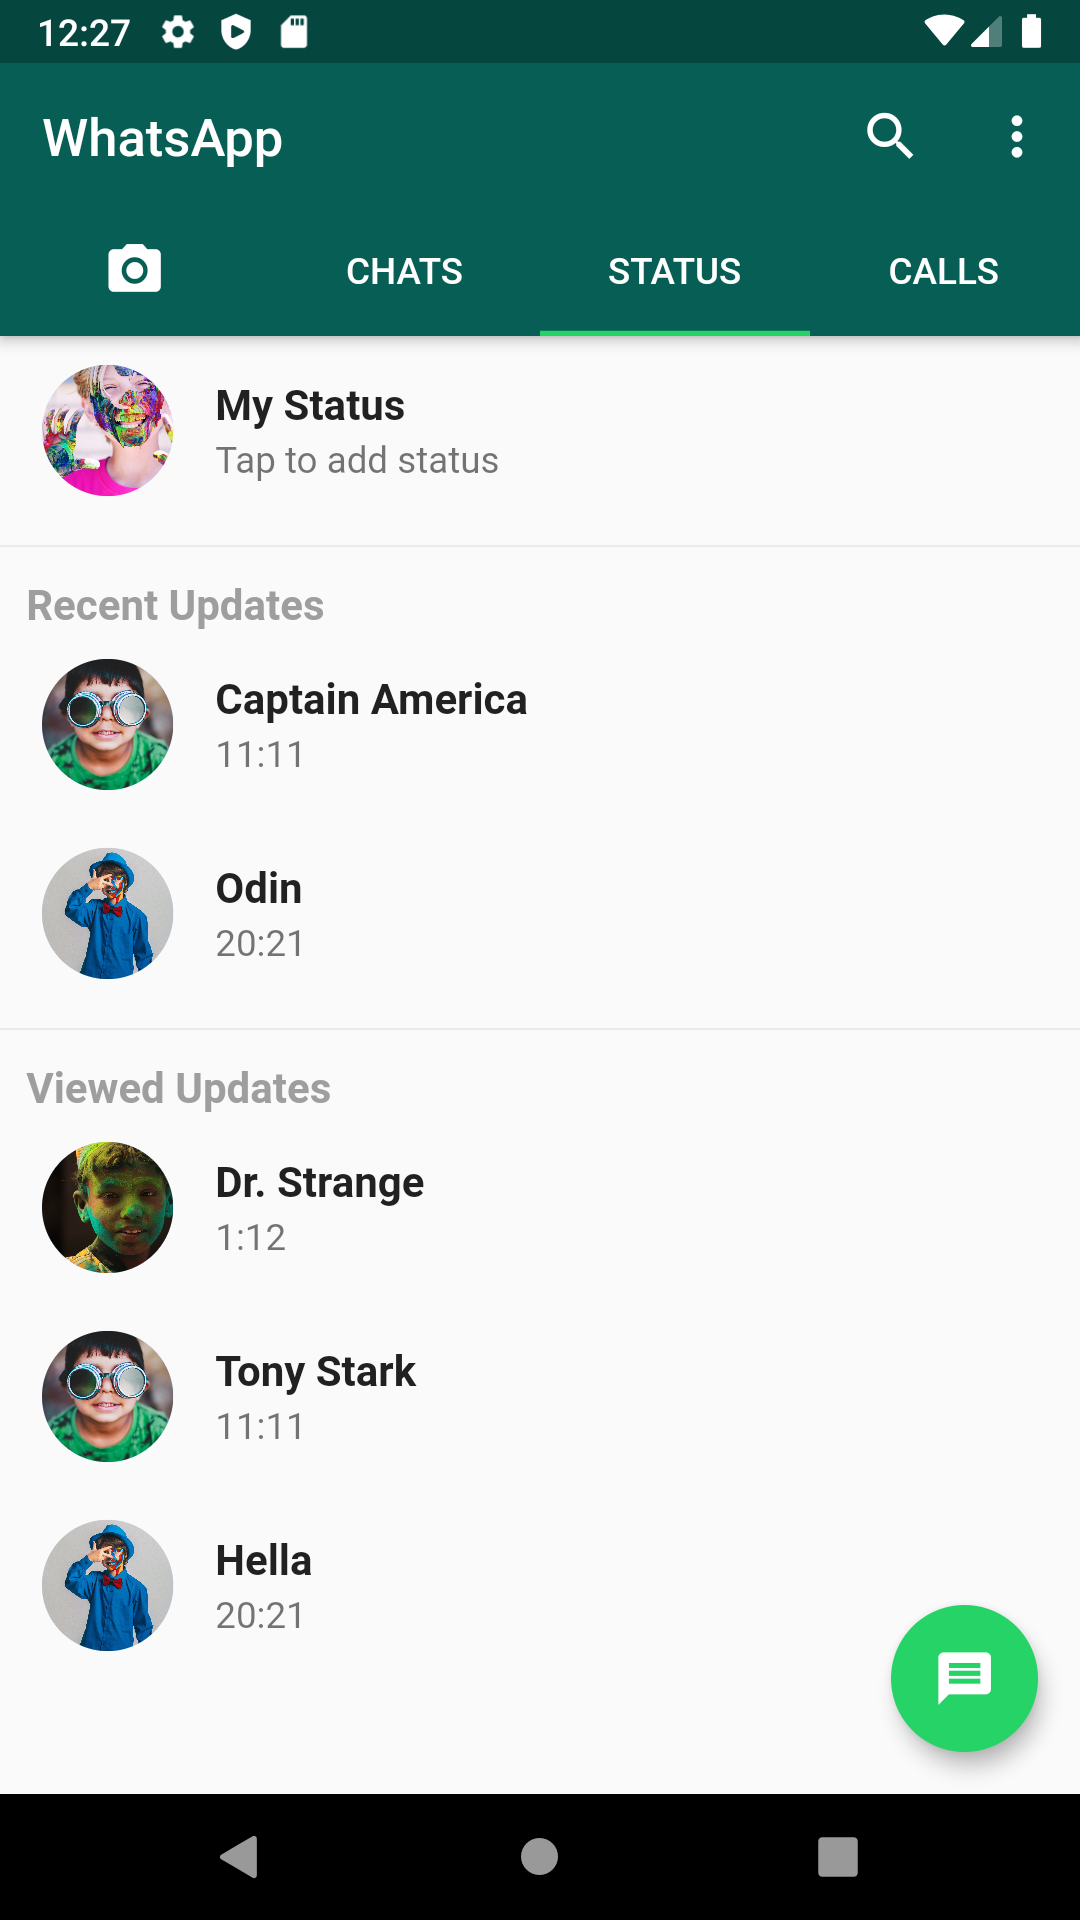 12:27
WhatsApp
CHATS
STATUS
CALLS
My Status
Tap to add status
Recent Updates
Captain America
11:11
Odin
20:21
Viewed Updates
Dr. Strange
1:12
Tony Stark
11:11
Hella
20:21